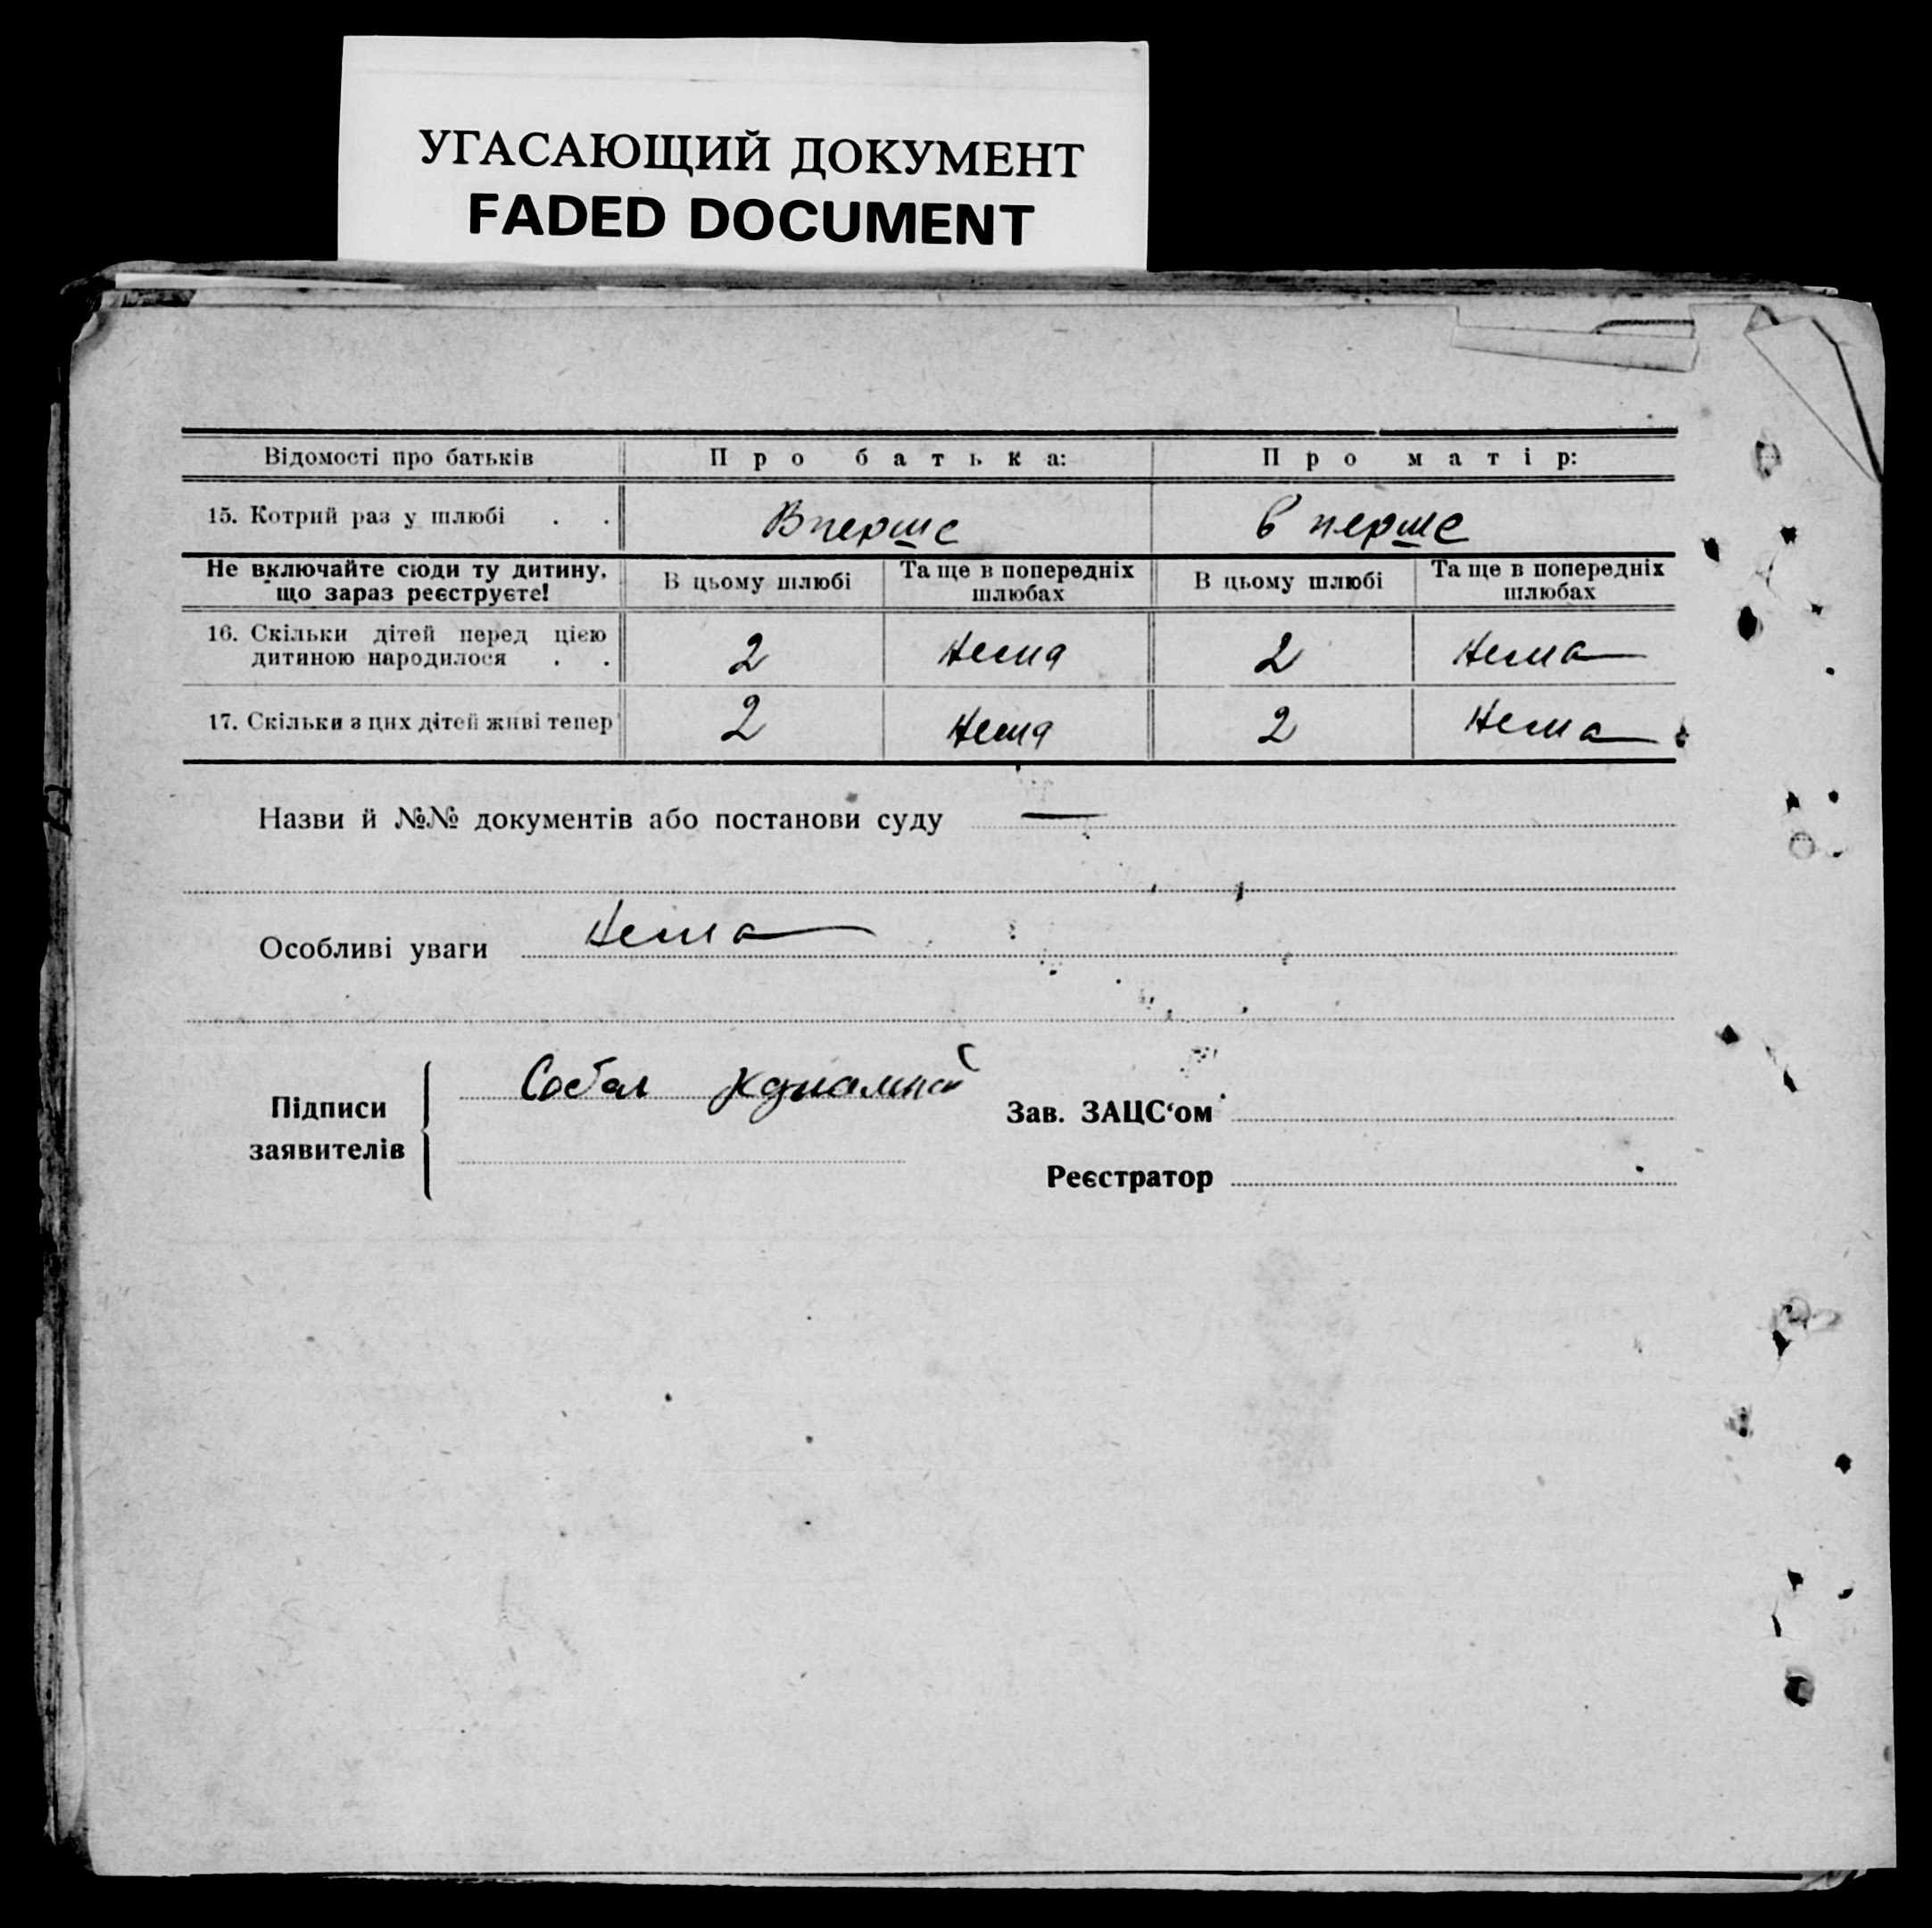 УГАСАЮЩИЙ ДОКУМЕНТ
FADED DOCUMENT
Відомості про батьків Про батька: Про матір:
15. Котрий раз у шлюбі . . Вперше в перше
Не включайте сюди ту дитину, що зараз реєструєте! В цьому шлюбі Та ще в попередніх шлюбах В цьому шлюбі Та ще в попередніх шлюбах
16. Скільки дітей перед цією дитиною народилося . . 2 Нема 2 Нема
17. Скільки з цих дітей живі тепер 2 Нема 2 Нема
Назви й №№ документів або постанови суду —
Особливі уваги Нема
Підписи заявителів
Зав. ЗАЦС‘ом
Реєстратор